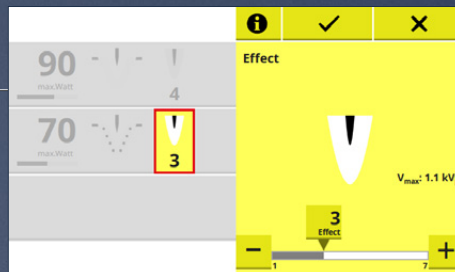 90
max.Watt
4
70
max.Watt
3
Effect
Vmax: 1.1 kV
3
Effect
− +
1 7